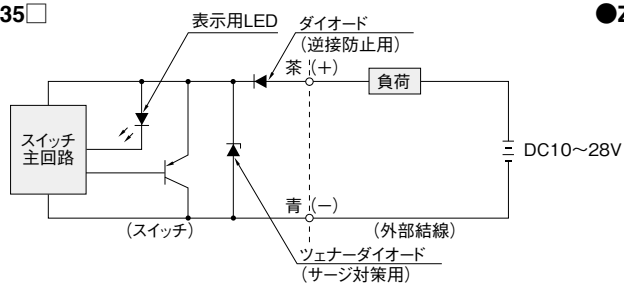 35□
●Z
表示用LED
ダイオード
(逆接防止用)
茶 (+)
負荷
スイッチ
主回路
DC10~28V
青 (-)
(スイッチ)
(外部結線)
ツェナーダイオード
(サージ対策用)